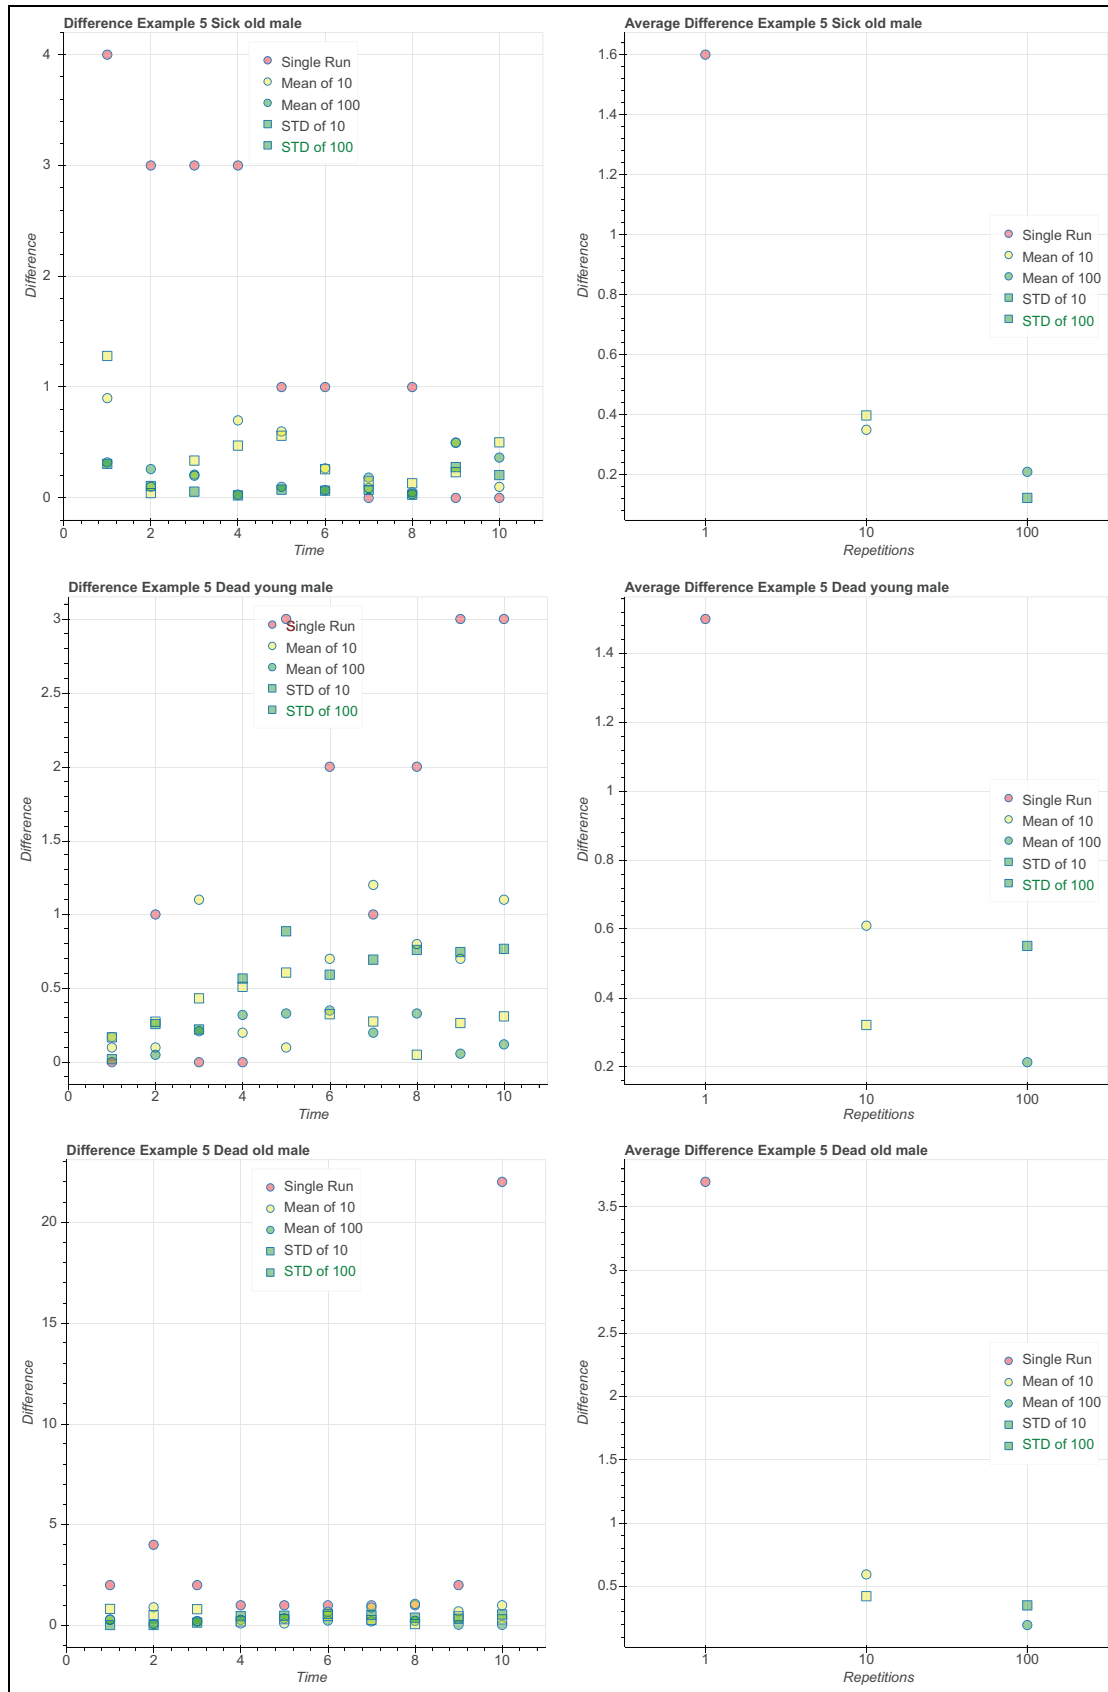 Difference Example 5 Sick old male
4
3
2
1
0
Difference
Single Run
Mean of 10
Mean of 100
STD of 10
STD of 100
0
2
4
6
8
10
Time
Average Difference Example 5 Sick old male
1.6
1.4
1.2
1
0.8
0.6
0.4
0.2
Difference
Single Run
Mean of 10
Mean of 100
STD of 10
STD of 100
1
10
100
Repetitions
Difference Example 5 Dead young male
3
2.5
2
1.5
1
0.5
0
Difference
Single Run
Mean of 10
Mean of 100
STD of 10
STD of 100
0
2
4
6
8
10
Time
Average Difference Example 5 Dead young male
1.4
1.2
1
0.8
0.6
0.4
0.2
Difference
Single Run
Mean of 10
Mean of 100
STD of 10
STD of 100
1
10
100
Repetitions
Difference Example 5 Dead old male
20
15
10
5
0
Difference
Single Run
Mean of 10
Mean of 100
STD of 10
STD of 100
0
2
4
6
8
10
Time
Average Difference Example 5 Dead old male
3.5
3
2.5
2
1.5
1
0.5
Difference
Single Run
Mean of 10
Mean of 100
STD of 10
STD of 100
1
10
100
Repetitions